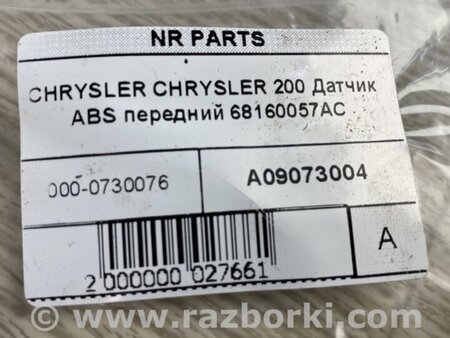 NR PARTS
CHRYSLER CHRYSLER 200 Датчик
ABS передний 68160057AC
000-0730076
A09073004
A
2 000000 027661
www.razborki.com